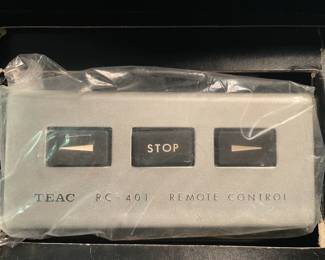 STOP
TEAC RC-401 REMOTE CONTROL